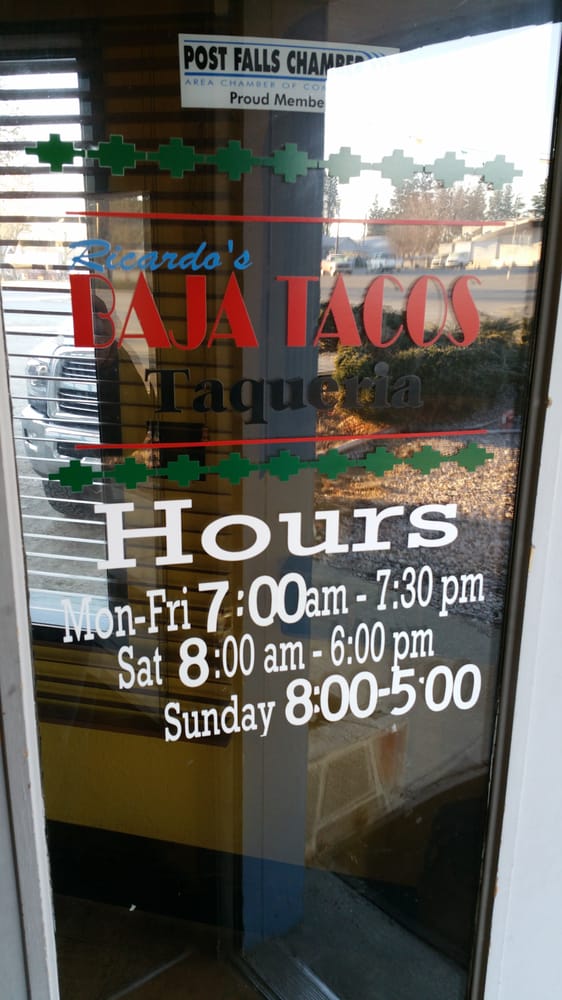 POST FALLS CHAMBER
AREA CHAMBER OF
Proud
Ricardo's
BAJA TACOS
Taqueria
Hours
Mon-Fri 7:00am - 7:30 pm
Sat 8:00 am - 6:00 pm
Sunday 8:00-5:00